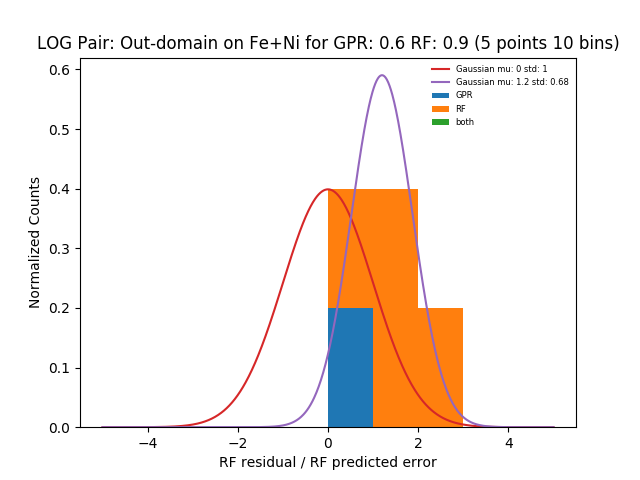 LOG Pair: Out-domain on Fe+Ni for GPR: 0.6 RF: 0.9 (5 points 10 bins)
Gaussian mu: 0 std: 1
Gaussian mu: 1.2 std: 0.68
GPR
RF
both
Normalized Counts
0.6
0.5
0.4
0.3
0.2
0.1
0.0
−4 −2 0 2 4
RF residual / RF predicted error